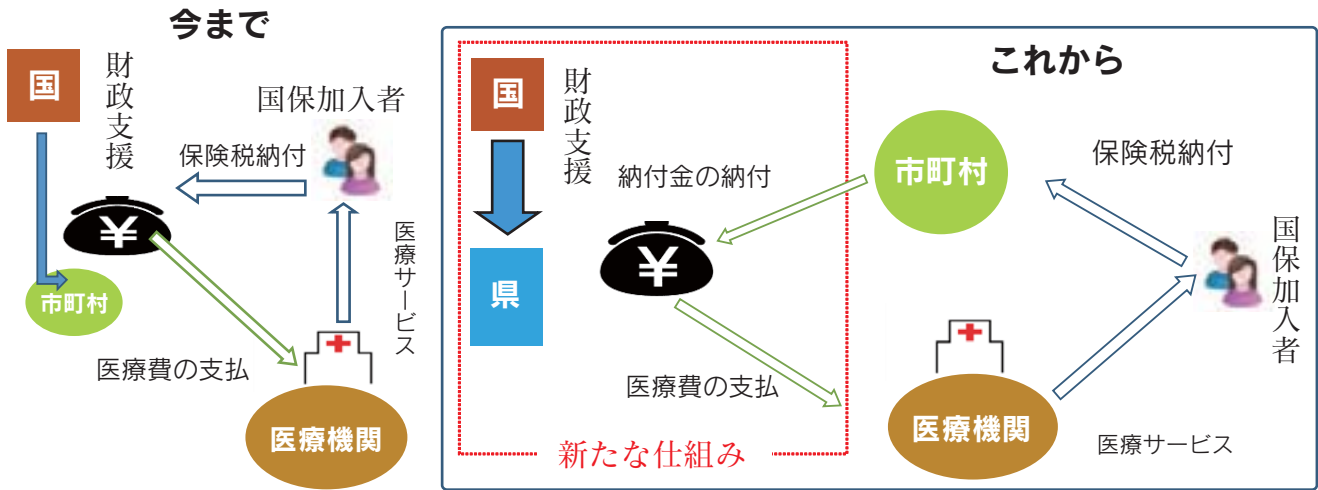 今まで
国
財政支援
国保加入者
保険税納付
¥
医療サービス
市町村
医療費の支払
医療機関
これから
国
財政支援
納付金の納付
市町村
保険税納付
¥
県
国保加入者
医療費の支払
医療機関
医療サービス
新たな仕組み